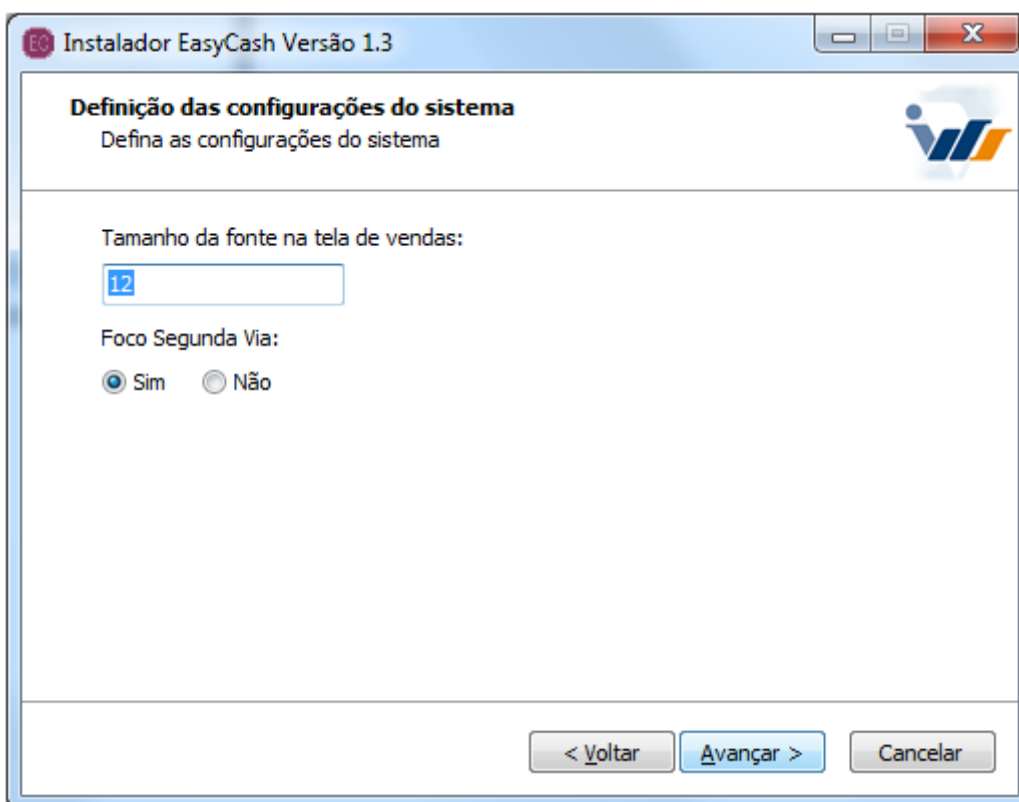 EC Instalador EasyCash Versão 1.3
Definição das configurações do sistema
Defina as configurações do sistema
Tamanho da fonte na tela de vendas:
12
Foco Segunda Via:
Sim Não
< Voltar Avançar > Cancelar